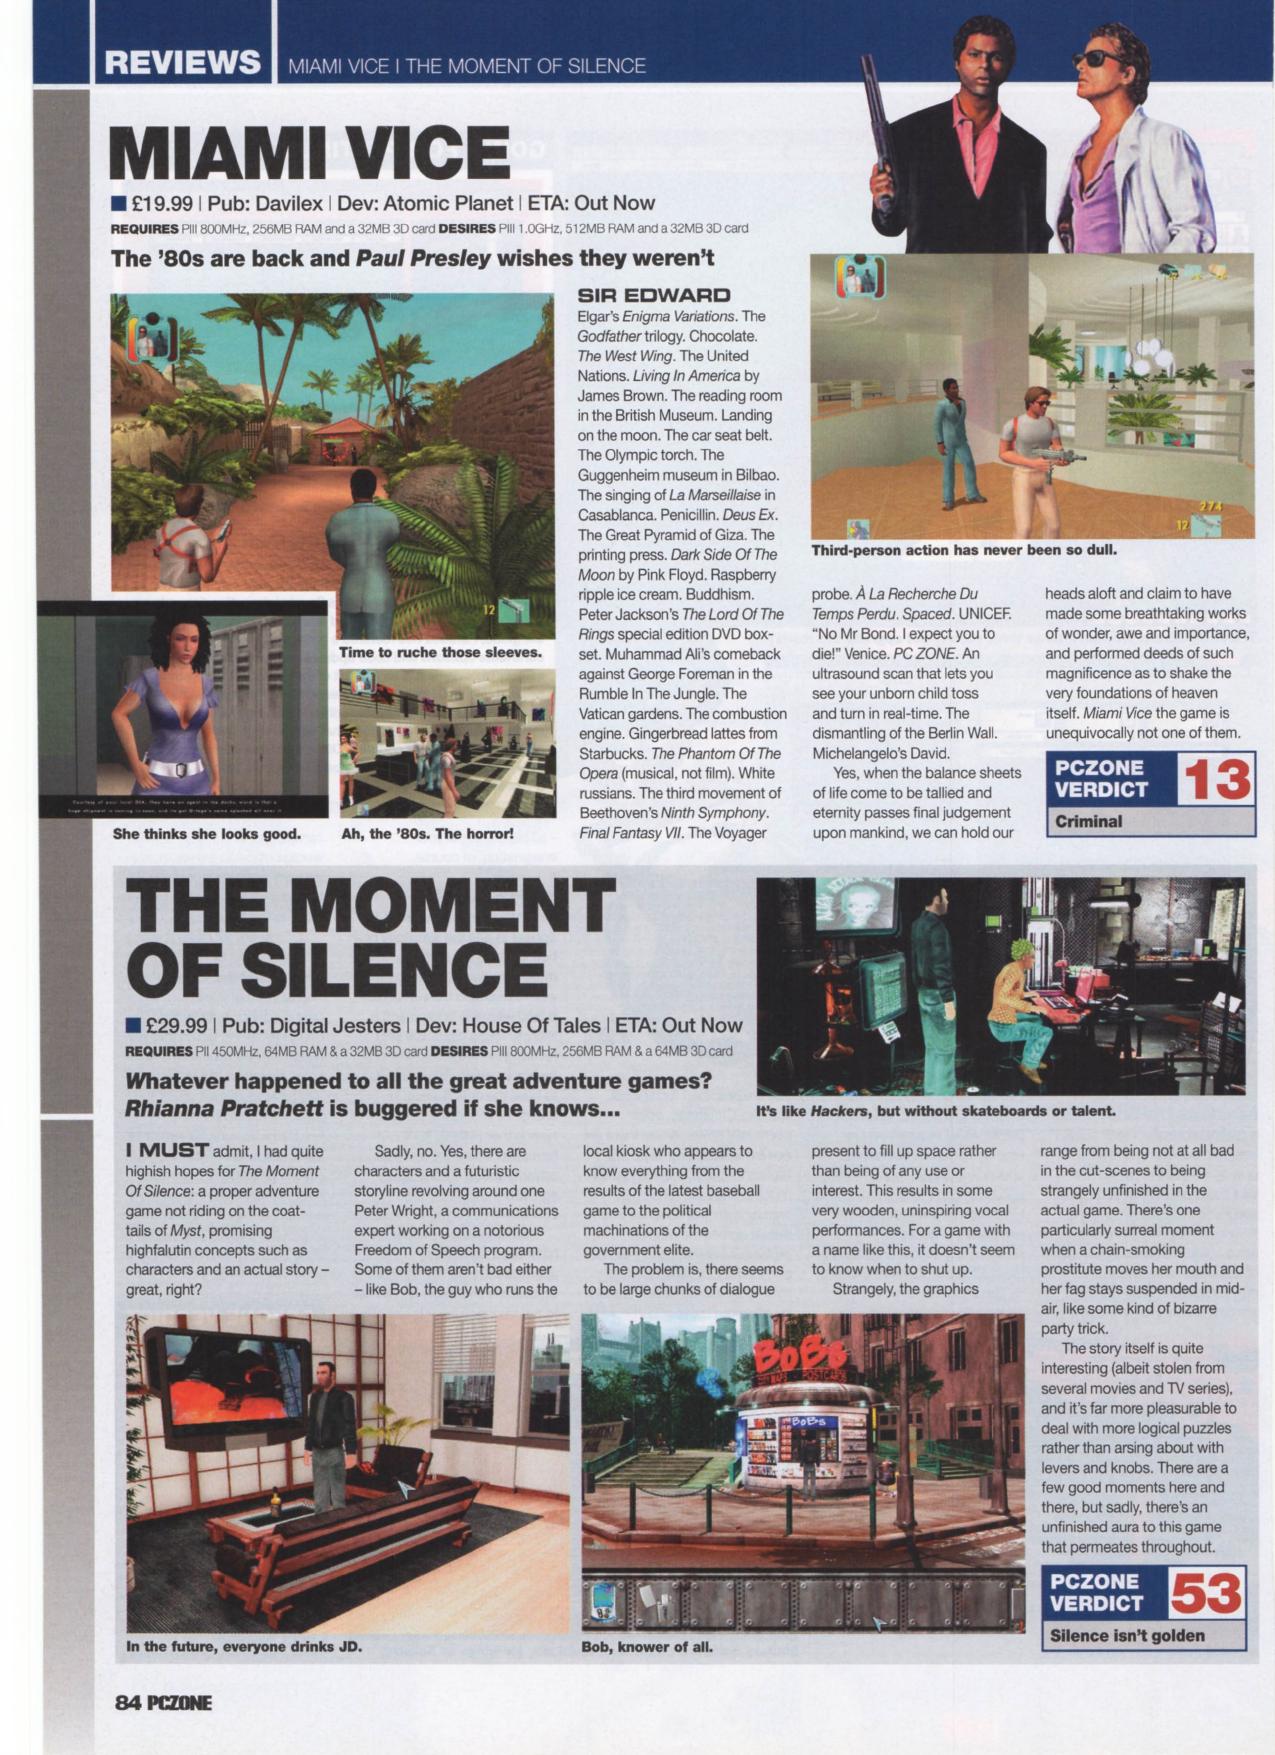 REVIEWS
MIAMI VICE | THE MOMENT OF SILENCE
MIAMI VICE
£19.99 | Pub: Davilex | Dev: Atomic Planet | ETA: Out Now
REQUIRES PIII 800MHz, 256MB RAM and a 32MB 3D card DESIRES PIII 1.0GHz, 512MB RAM and a 32MB 3D card
The '80s are back and Paul Presley wishes they weren't
12
Time to ruche those sleeves.
She thinks she looks good.
Ah, the '80s. The horror!
SIR EDWARD
Elgar's Enigma Variations. The
Godfather trilogy. Chocolate.
The West Wing. The United
Nations. Living In America by
James Brown. The reading room
in the British Museum. Landing
on the moon. The car seat belt.
The Olympic torch. The
Guggenheim museum in Bilbao.
The singing of La Marseillaise in
Casablanca. Penicillin. Deus Ex.
The Great Pyramid of Giza. The
printing press. Dark Side Of The
Moon by Pink Floyd. Raspberry
ripple ice cream. Buddhism.
Peter Jackson's The Lord Of The
Rings special edition DVD box-
set. Muhammad Ali's comeback
against George Foreman in the
Rumble In The Jungle. The
Vatican gardens. The combustion
engine. Gingerbread lattes from
Starbucks. The Phantom Of The
Opera (musical, not film). White
russians. The third movement of
Beethoven's Ninth Symphony.
Final Fantasy VII. The Voyager
274
12
Third-person action has never been so dull.
probe. À La Recherche Du
Temps Perdu. Spaced. UNICEF.
"No Mr Bond. I expect you to
die!" Venice. PC ZONE. An
ultrasound scan that lets you
see your unborn child toss
and turn in real-time. The
dismantling of the Berlin Wall.
Michelangelo's David.
Yes, when the balance sheets
of life come to be tallied and
eternity passes final judgement
upon mankind, we can hold our
heads aloft and claim to have
made some breathtaking works
of wonder, awe and importance,
and performed deeds of such
magnificence as to shake the
very foundations of heaven
itself. Miami Vice the game is
unequivocally not one of them.
PCZONE
VERDICT
13
Criminal
THE MOMENT
OF SILENCE
£29.99 | Pub: Digital Jesters | Dev: House Of Tales | ETA: Out Now
REQUIRES PII 450MHz, 64MB RAM & a 32MB 3D card DESIRES PIII 800MHz, 256MB RAM & a 64MB 3D card
Whatever happened to all the great adventure games?
Rhianna Pratchett is buggered if she knows...
It's like Hackers, but without skateboards or talent.
I MUST admit, I had quite
highish hopes for The Moment
Of Silence: a proper adventure
game not riding on the coat-
tails of Myst, promising
highfalutin concepts such as
characters and an actual story –
great, right?
Sadly, no. Yes, there are
characters and a futuristic
storyline revolving around one
Peter Wright, a communications
expert working on a notorious
Freedom of Speech program.
Some of them aren't bad either
– like Bob, the guy who runs the
local kiosk who appears to
know everything from the
results of the latest baseball
game to the political
machinations of the
government elite.
The problem is, there seems
to be large chunks of dialogue
present to fill up space rather
than being of any use or
interest. This results in some
very wooden, uninspiring vocal
performances. For a game with
a name like this, it doesn't seem
to know when to shut up.
Strangely, the graphics
range from being not at all bad
in the cut-scenes to being
strangely unfinished in the
actual game. There's one
particularly surreal moment
when a chain-smoking
prostitute moves her mouth and
her fag stays suspended in mid-
air, like some kind of bizarre
party trick.
The story itself is quite
interesting (albeit stolen from
several movies and TV series),
and it's far more pleasurable to
deal with more logical puzzles
rather than arsing about with
levers and knobs. There are a
few good moments here and
there, but sadly, there's an
unfinished aura to this game
that permeates throughout.
In the future, everyone drinks JD.
BOBS
BOBS
Bob, knower of all.
PCZONE
VERDICT
53
Silence isn't golden
84 PCZONE